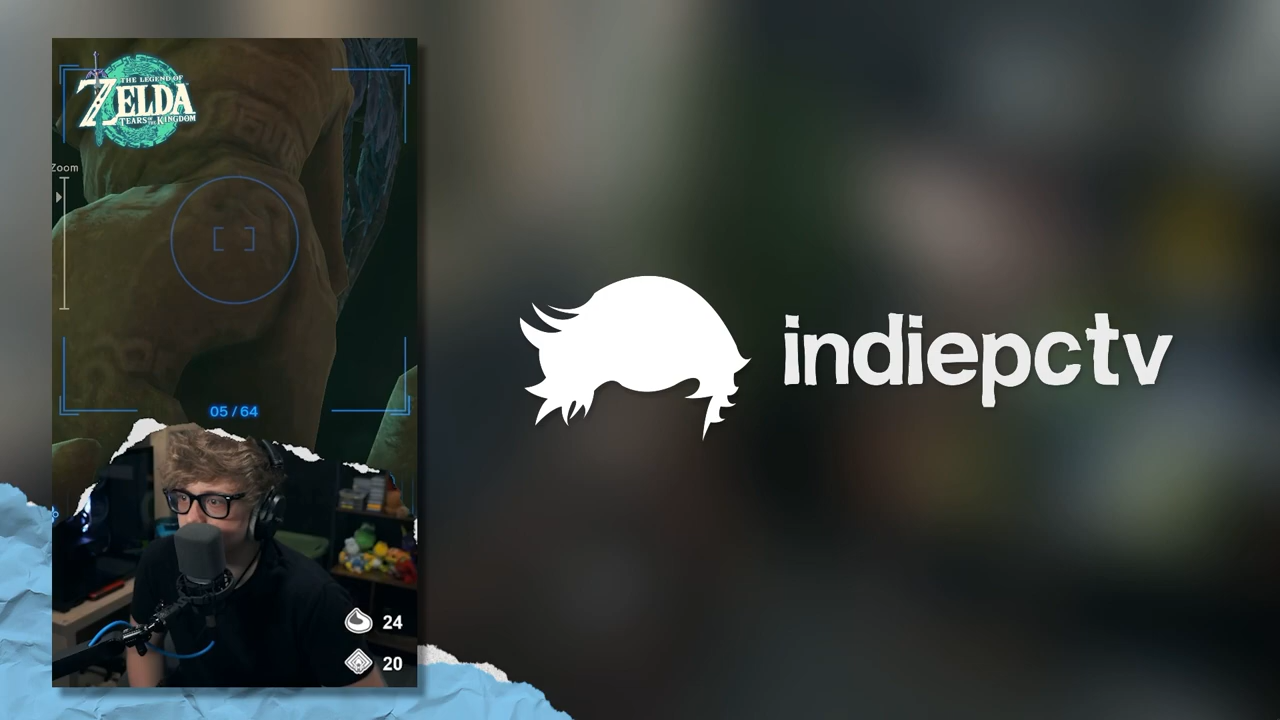 THE LEGEND OF
ZELDA
TEARS OF THE KINGDOM
Zoom
05 / 64
indiepctv
24
20